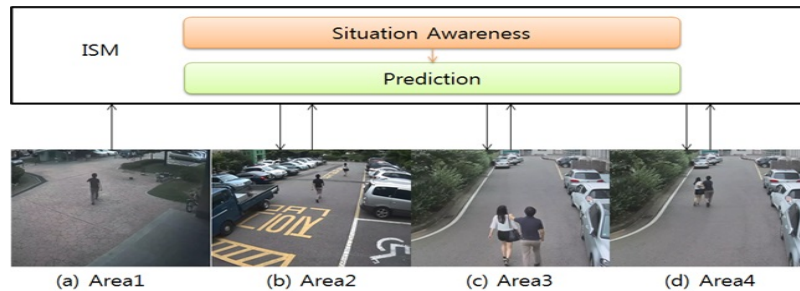 Situation Awareness
ISM
Prediction
(a) Area1
(b) Area2
(c) Area3
(d) Area4